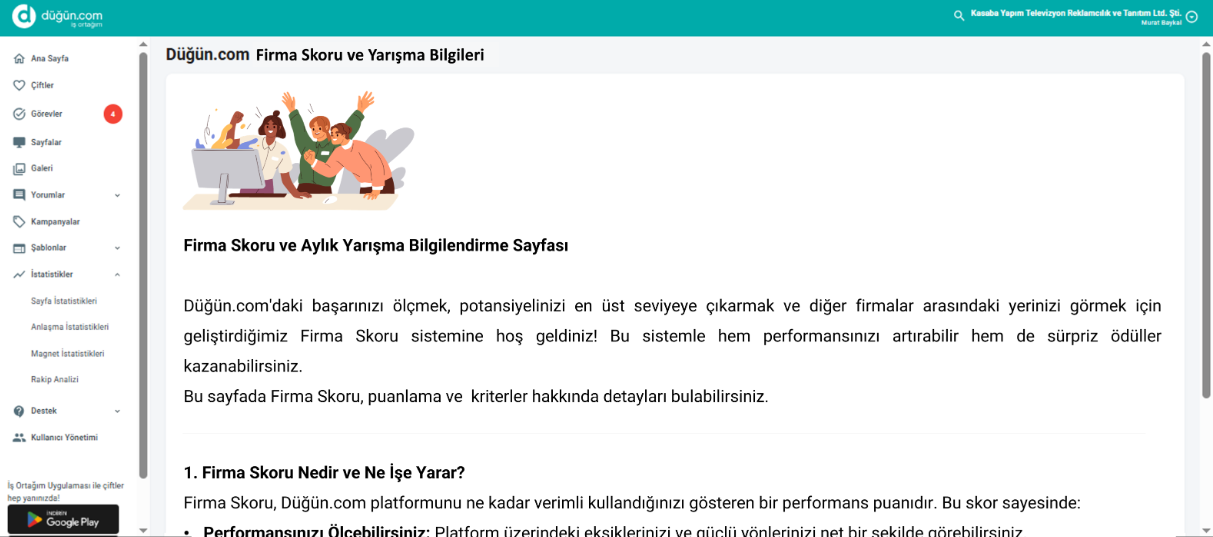 düğün.com
iş ortağım
Kasaba Yapım Televizyon Reklamcılık ve Tanıtım Ltd. Şti.
Murat Baykal
Ana Sayfa
Çiftler
Görevler
4
Sayfalar
Galeri
Yorumlar
Kampanyalar
Şablonlar
İstatistikler
Sayfa İstatistikleri
Anlaşma İstatistikleri
Magnet İstatistikleri
Rakip Analizi
Destek
Kullanıcı Yönetimi
İş Ortağım Uygulaması ile çiftler
hep yanınızda!
İNDİRİN
Google Play
Düğün.com Firma Skoru ve Yarışma Bilgileri
Firma Skoru ve Aylık Yarışma Bilgilendirme Sayfası
Düğün.com'daki başarınızı ölçmek, potansiyelinizi en üst seviyeye çıkarmak ve diğer firmalar arasındaki yerinizi görmek için
geliştirdiğimiz Firma Skoru sistemine hoş geldiniz! Bu sistemle hem performansınızı artırabilir hem de sürpriz ödüller
kazanabilirsiniz.
Bu sayfada Firma Skoru, puanlama ve kriterler hakkında detayları bulabilirsiniz.
1. Firma Skoru Nedir ve Ne İşe Yarar?
Firma Skoru, Düğün.com platformunu ne kadar verimli kullandığınızı gösteren bir performans puanıdır. Bu skor sayesinde:
• Performansınızı Ölçebilirsiniz: Platform üzerindeki eksiklerinizi ve güçlü yönlerinizi net bir şekilde görebilirsiniz